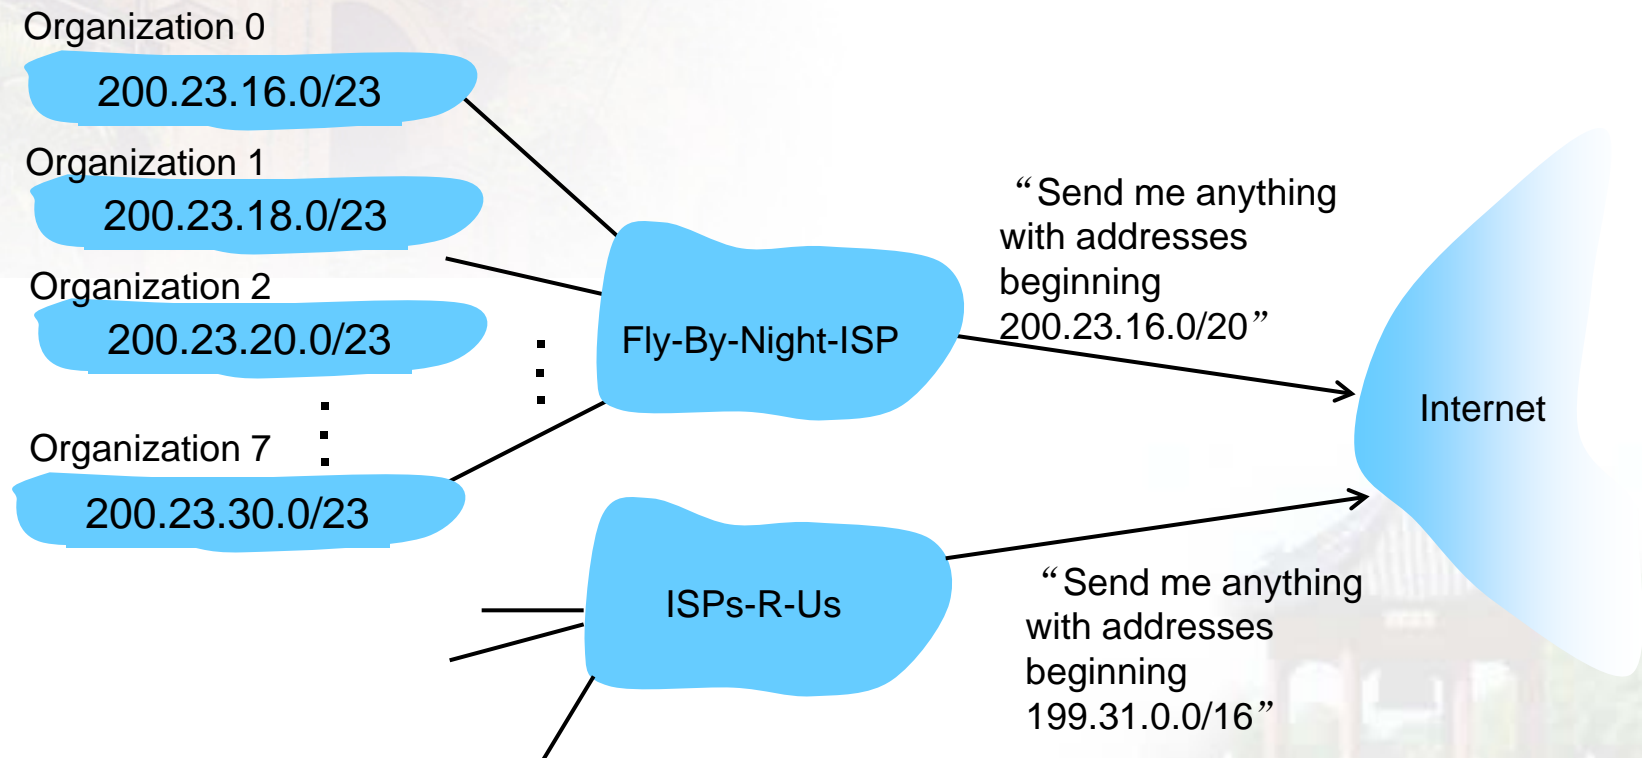 Organization 0
200.23.16.0/23
Organization 1
200.23.18.0/23
Organization 2
200.23.20.0/23
Organization 7
200.23.30.0/23
Fly-By-Night-ISP
ISPs-R-Us
“Send me anything
with addresses
beginning
200.23.16.0/20”
“Send me anything
with addresses
beginning
199.31.0.0/16”
Internet